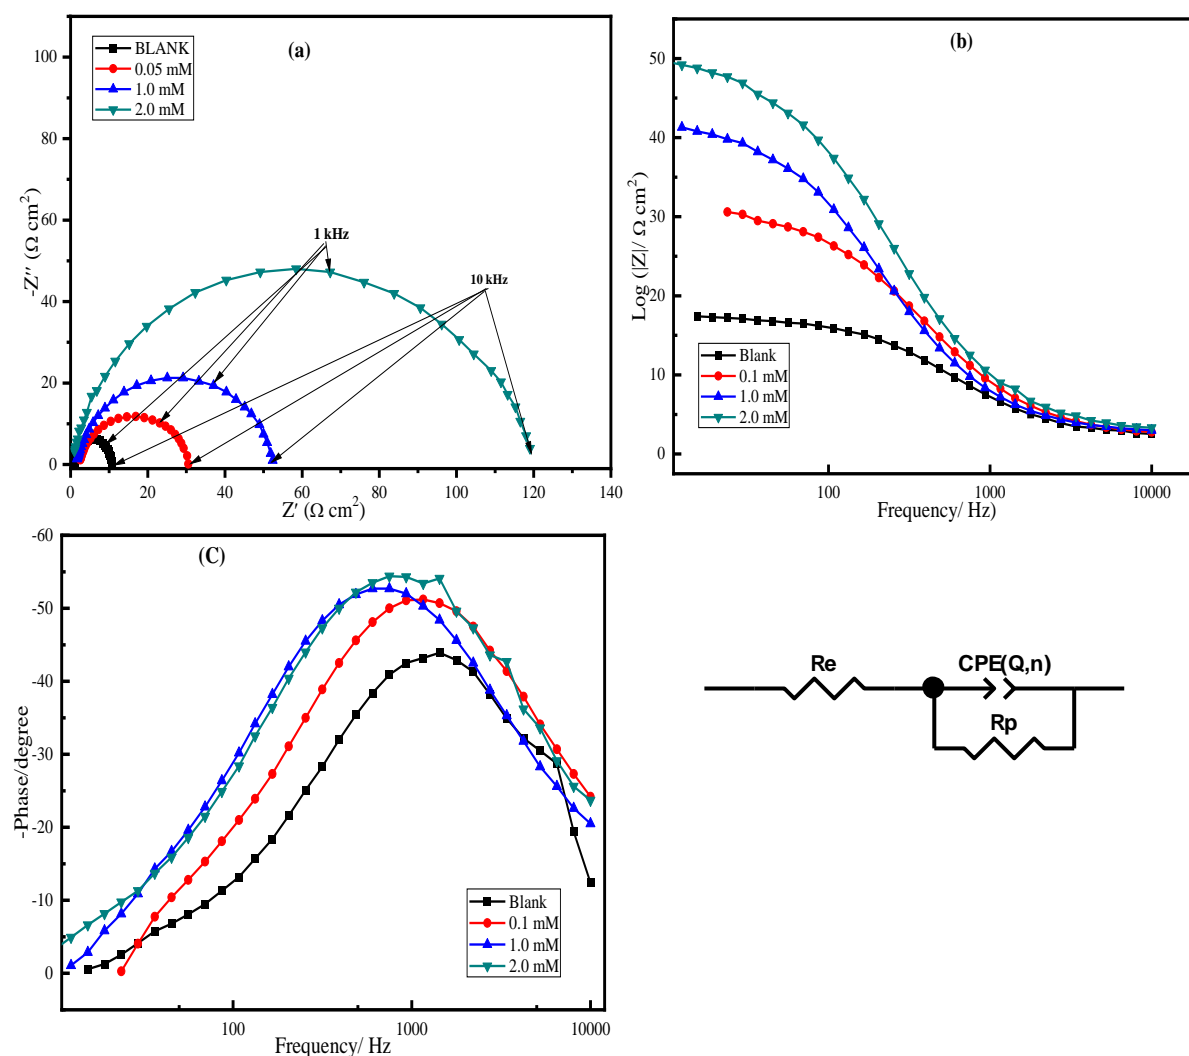 (a)
BLANK
0.05 mM
1.0 mM
2.0 mM
1 kHz
10 kHz
100
80
60
40
20
0
-Z″ (Ω cm²)
0 20 40 60 80 100 120 140
Z′ (Ω cm²)
(b)
50
40
30
20
10
0
Log (|Z|/ Ω cm²)
Blank
0.1 mM
1.0 mM
2.0 mM
100 1000 10000
Frequency/ Hz)
(C)
-60
-50
-40
-30
-20
-10
0
-Phase/degree
Blank
0.1 mM
1.0 mM
2.0 mM
100 1000 10000
Frequency/ Hz
Re
CPE(Q,n)
Rp